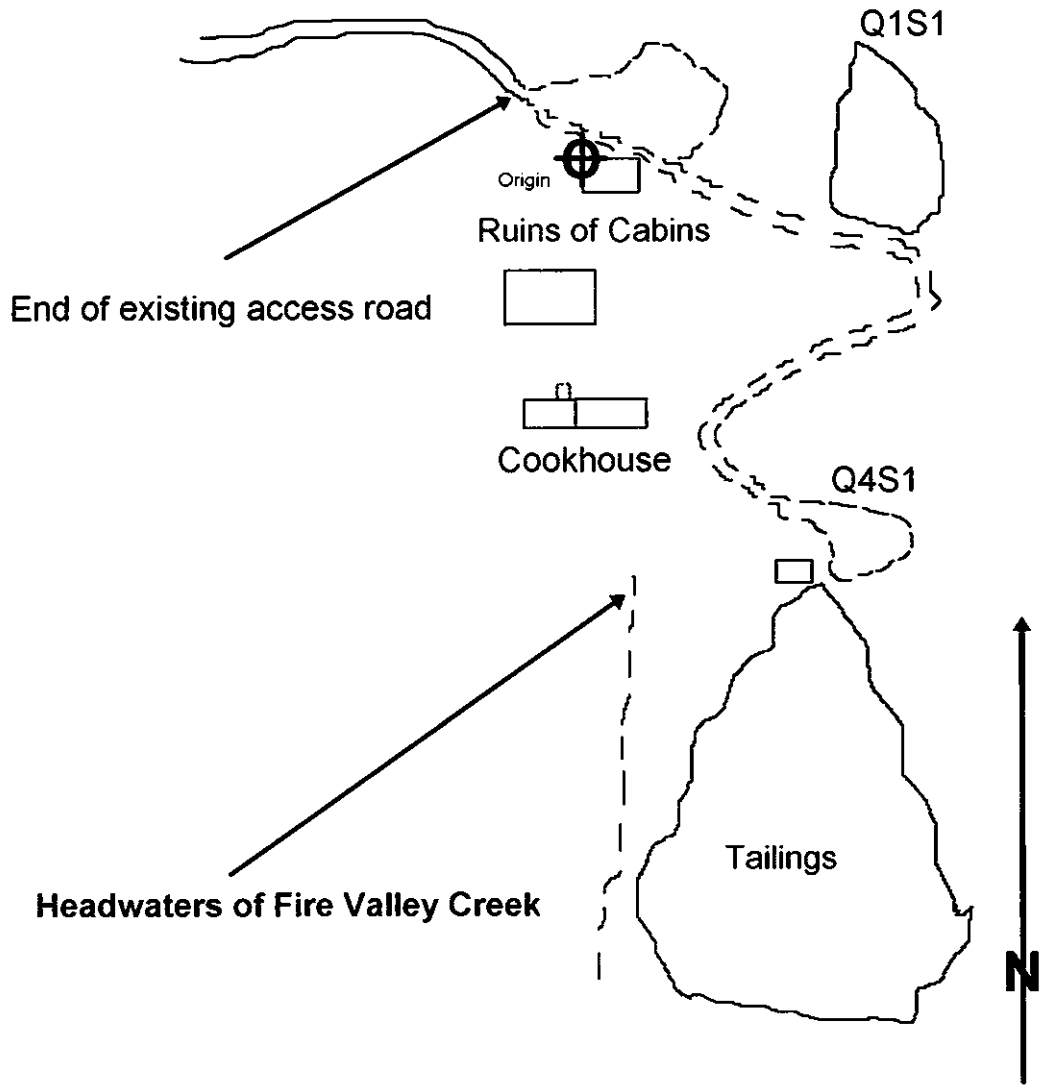 Q1S1
Origin
Ruins of Cabins
End of existing access road
Cookhouse
Q4S1
Tailings
Headwaters of Fire Valley Creek
N